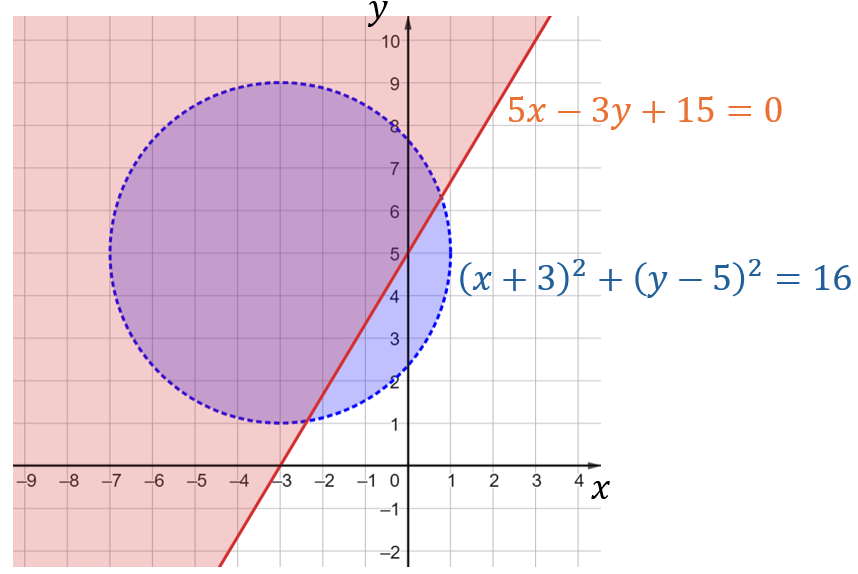 y
10
9
8
7
6
5
4
3
2
1
–1
–2
5x − 3y + 15 = 0
(x + 3)² + (y − 5)² = 16
–9 –8 –7 –6 –5 –4 –3 –2 –1 0 1 2 3 4
x